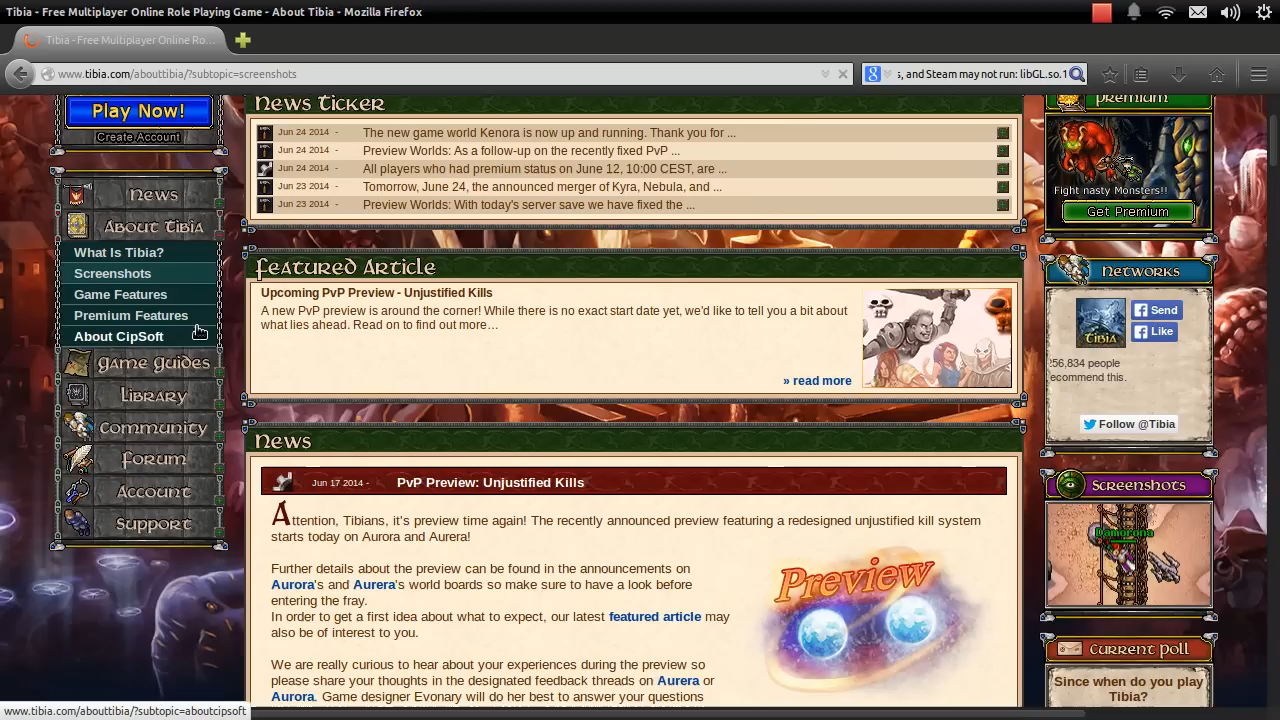 Tibia - Free Multiplayer Online Role Playing Game - About Tibia - Mozilla Firefox
Tibia - Free Multiplayer Online Ro...
www.tibia.com/abouttibia/?subtopic=screenshots
s, and Steam may not run: libGL.so.1
Play Now!
Create Account
News
About Tibia
What Is Tibia?
Screenshots
Game Features
Premium Features
About CipSoft
Game Guides
Library
Community
Forum
Account
Support
News Ticker
Jun 24 2014 - The new game world Kenora is now up and running. Thank you for ...
Jun 24 2014 - Preview Worlds: As a follow-up on the recently fixed PvP ...
Jun 24 2014 - All players who had premium status on June 12, 10:00 CEST, are ...
Jun 23 2014 - Tomorrow, June 24, the announced merger of Kyra, Nebula, and ...
Jun 23 2014 - Preview Worlds: With today's server save we have fixed the ...
Featured Article
Upcoming PvP Preview - Unjustified Kills
A new PvP preview is around the corner! While there is no exact start date yet, we'd like to tell you a bit about
what lies ahead. Read on to find out more…
» read more
News
Jun 17 2014 - PvP Preview: Unjustified Kills
Attention, Tibians, it's preview time again! The recently announced preview featuring a redesigned unjustified kill system
starts today on Aurora and Aurera!
Further details about the preview can be found in the announcements on
Aurora's and Aurera's world boards so make sure to have a look before
entering the fray.
In order to get a first idea about what to expect, our latest featured article may
also be of interest to you.
We are really curious to hear about your experiences during the preview so
please share your thoughts in the designated feedback threads on Aurera or
Aurora. Game designer Evonary will do her best to answer your questions
Preview
Premium
Fight nasty Monsters!!
Get Premium
Networks
TIBIA
Send
Like
256,834 people
recommend this.
Follow @Tibia
Screenshots
Damorona
Current Poll
Since when do you play
Tibia?
www.tibia.com/abouttibia/?subtopic=aboutcipsoft